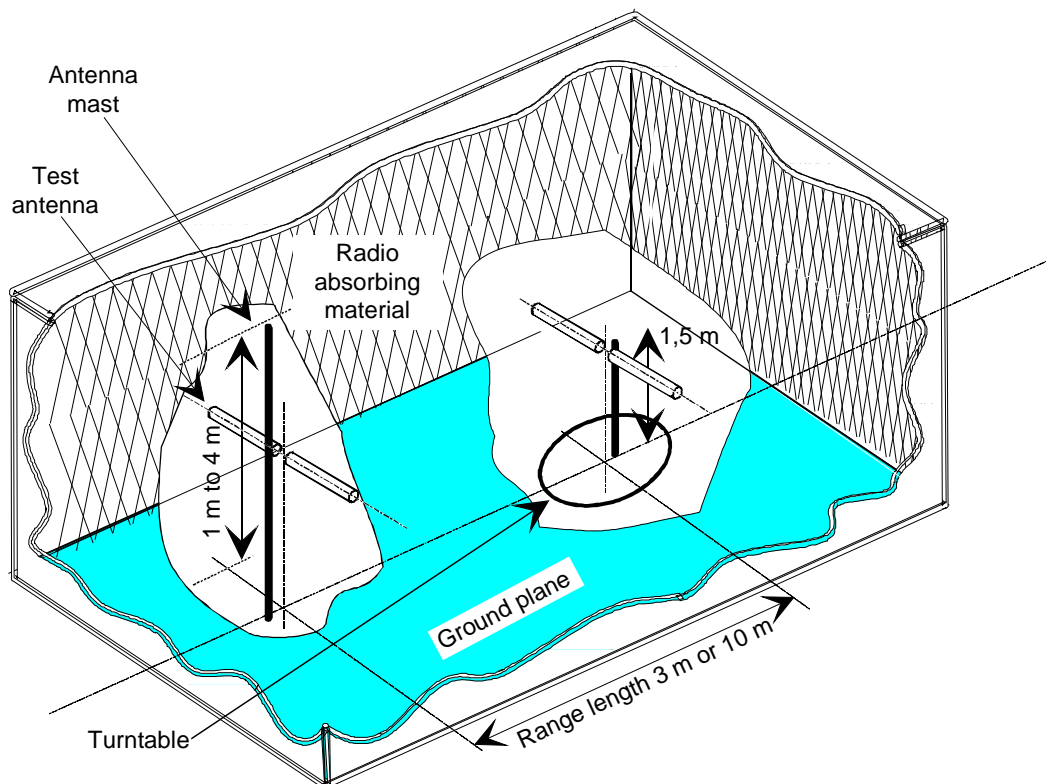 Antenna
mast
Test
antenna
Radio
absorbing
material
1,5 m
1 m to 4 m
Ground plane
Range length 3 m or 10 m
Turntable